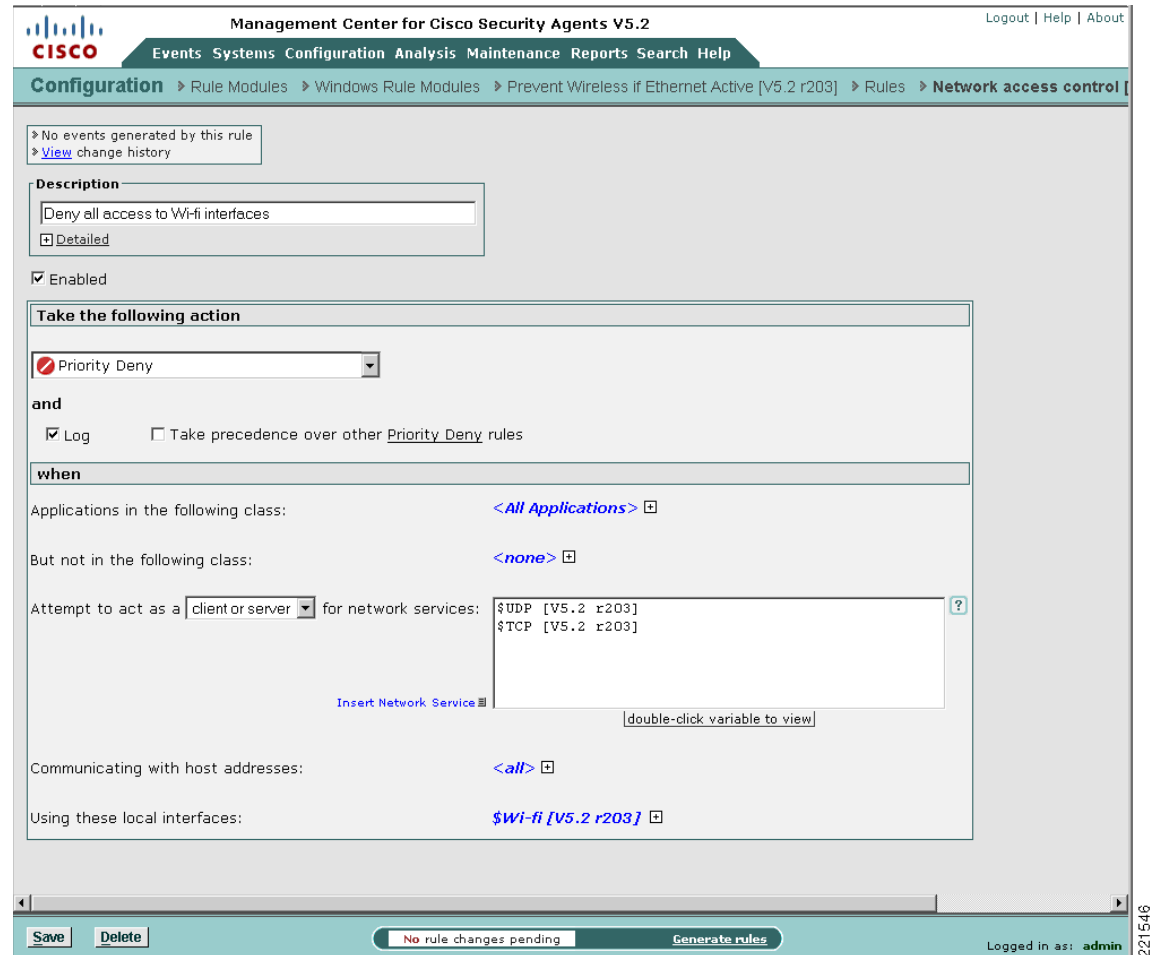 Management Center for Cisco Security Agents V5.2
Logout | Help | About
CISCO
Events Systems Configuration Analysis Maintenance Reports Search Help
Configuration > Rule Modules > Windows Rule Modules > Prevent Wireless if Ethernet Active [V5.2 r203] > Rules > Network access control [
> No events generated by this rule
> View change history
Description
Deny all access to Wi-fi interfaces
+ Detailed
Enabled
Take the following action
Priority Deny
and
Log Take precedence over other Priority Deny rules
when
Applications in the following class: <All Applications> +
But not in the following class: <none> +
Attempt to act as a client or server for network services: $UDP [V5.2 r203] ?
$TCP [V5.2 r203]
Insert Network Service
double-click variable to view
Communicating with host addresses: <all> +
Using these local interfaces: $Wi-fi [V5.2 r203] +
Save Delete No rule changes pending Generate rules Logged in as: admin
221546